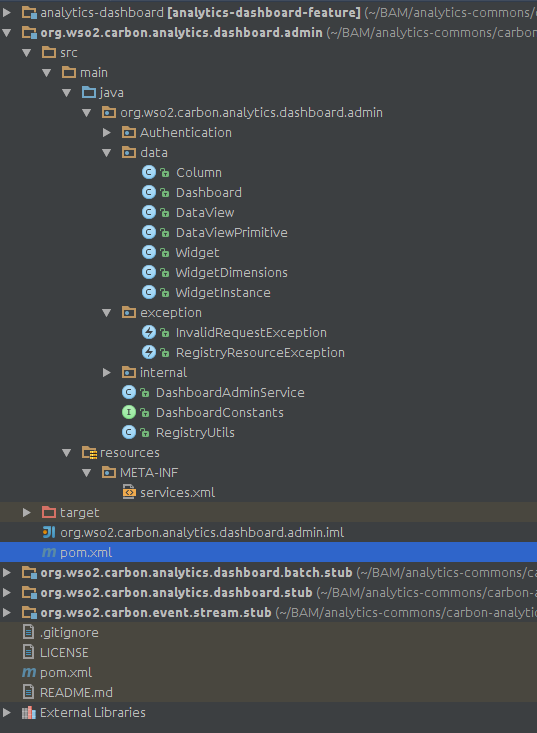 analytics-dashboard [analytics-dashboard-feature] (~/BAM/analytics-commons/c
org.wso2.carbon.analytics.dashboard.admin (~/BAM/analytics-commons/carbon
src
main
java
org.wso2.carbon.analytics.dashboard.admin
Authentication
data
Column
Dashboard
DataView
DataViewPrimitive
Widget
WidgetDimensions
WidgetInstance
exception
InvalidRequestException
RegistryResourceException
internal
DashboardAdminService
DashboardConstants
RegistryUtils
resources
META-INF
services.xml
target
org.wso2.carbon.analytics.dashboard.admin.iml
pom.xml
org.wso2.carbon.analytics.dashboard.batch.stub (~/BAM/analytics-commons/ca
org.wso2.carbon.analytics.dashboard.stub (~/BAM/analytics-commons/carbon-a
org.wso2.carbon.event.stream.stub (~/BAM/analytics-commons/carbon-analytic
.gitignore
LICENSE
pom.xml
README.md
External Libraries